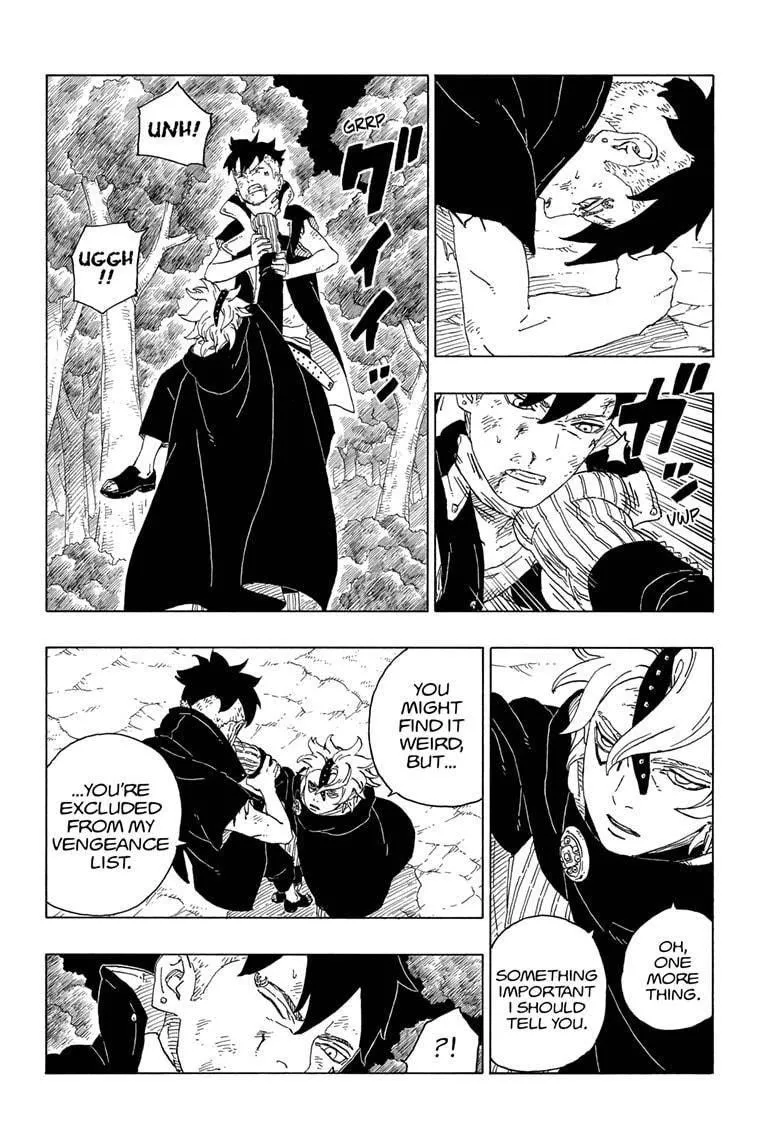 ガッ
VWP
グイイイッ
GRRP
UNH!
UGGH
!!
OH,
ONE
MORE
THING.
SOMETHING
IMPORTANT
I SHOULD
TELL YOU.
YOU
MIGHT
FIND IT
WEIRD,
BUT...
...YOU'RE
EXCLUDED
FROM MY
VENGEANCE
LIST.
?!